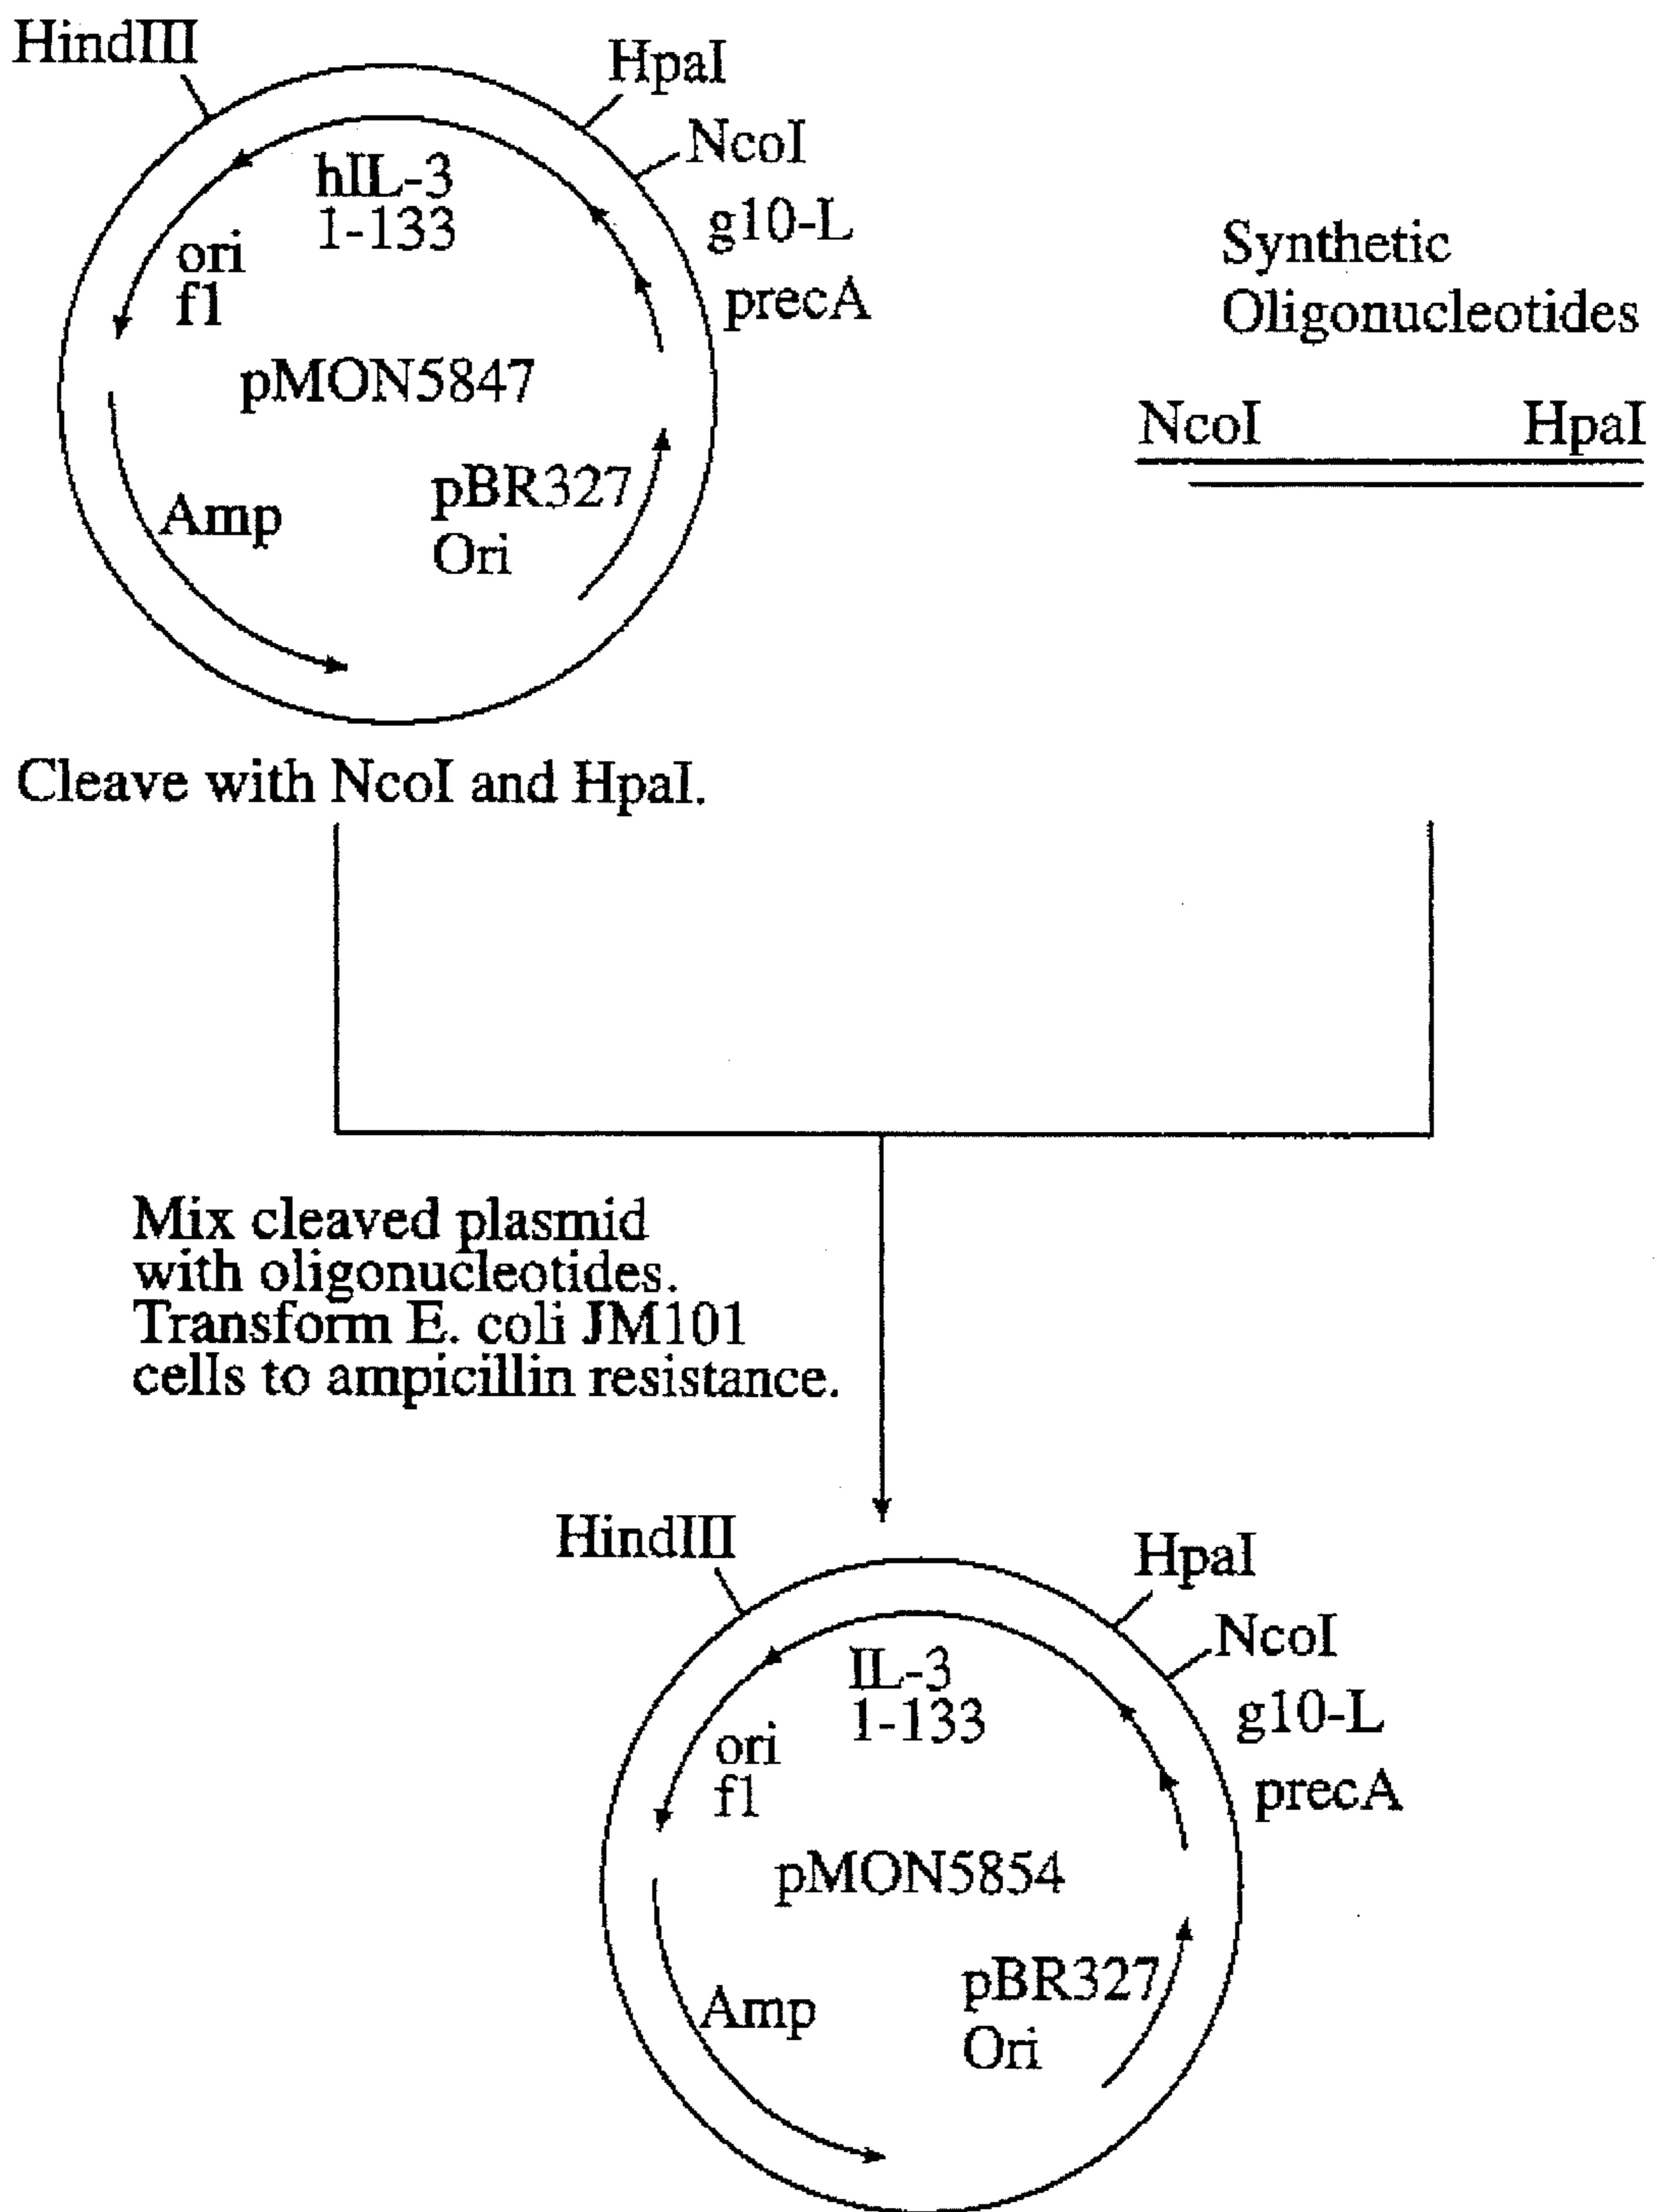 HindIII
HpaI
NcoI
hIL-3
1-133
g10-L
ori
f1
precA
pMON5847
pBR327
Ori
Amp
Synthetic
Oligonucleotides
NcoI HpaI
Cleave with NcoI and HpaI.
Mix cleaved plasmid
with oligonucleotides.
Transform E. coli JM101
cells to ampicillin resistance.
HindIII
HpaI
NcoI
IL-3
1-133
g10-L
ori
f1
precA
pMON5854
pBR327
Ori
Amp